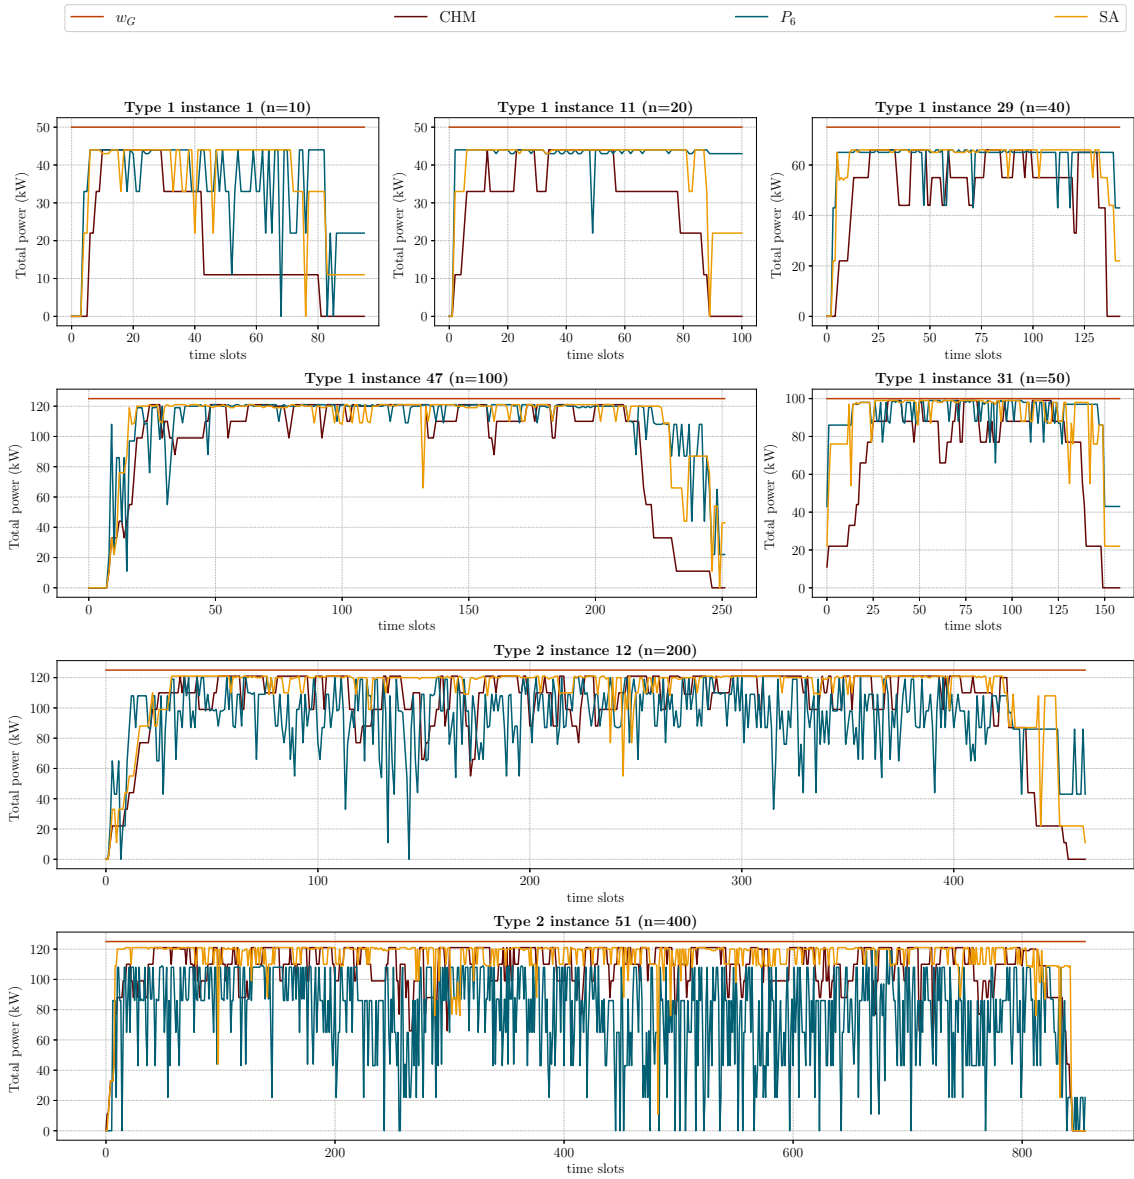 w_G CHM P_6 SA
Type 1 instance 1 (n=10)
Total power (kW)
50
40
30
20
10
0
0 20 40 60 80
time slots
Type 1 instance 11 (n=20)
Total power (kW)
50
40
30
20
10
0
0 20 40 60 80 100
time slots
Type 1 instance 29 (n=40)
Total power (kW)
60
40
20
0
0 25 50 75 100 125
time slots
Type 1 instance 47 (n=100)
Total power (kW)
120
100
80
60
40
20
0
0 50 100 150 200 250
time slots
Type 1 instance 31 (n=50)
Total power (kW)
100
80
60
40
20
0
0 25 50 75 100 125 150
time slots
Type 2 instance 12 (n=200)
Total power (kW)
120
100
80
60
40
20
0
0 100 200 300 400
time slots
Type 2 instance 51 (n=400)
Total power (kW)
120
100
80
60
40
20
0
0 200 400 600 800
time slots